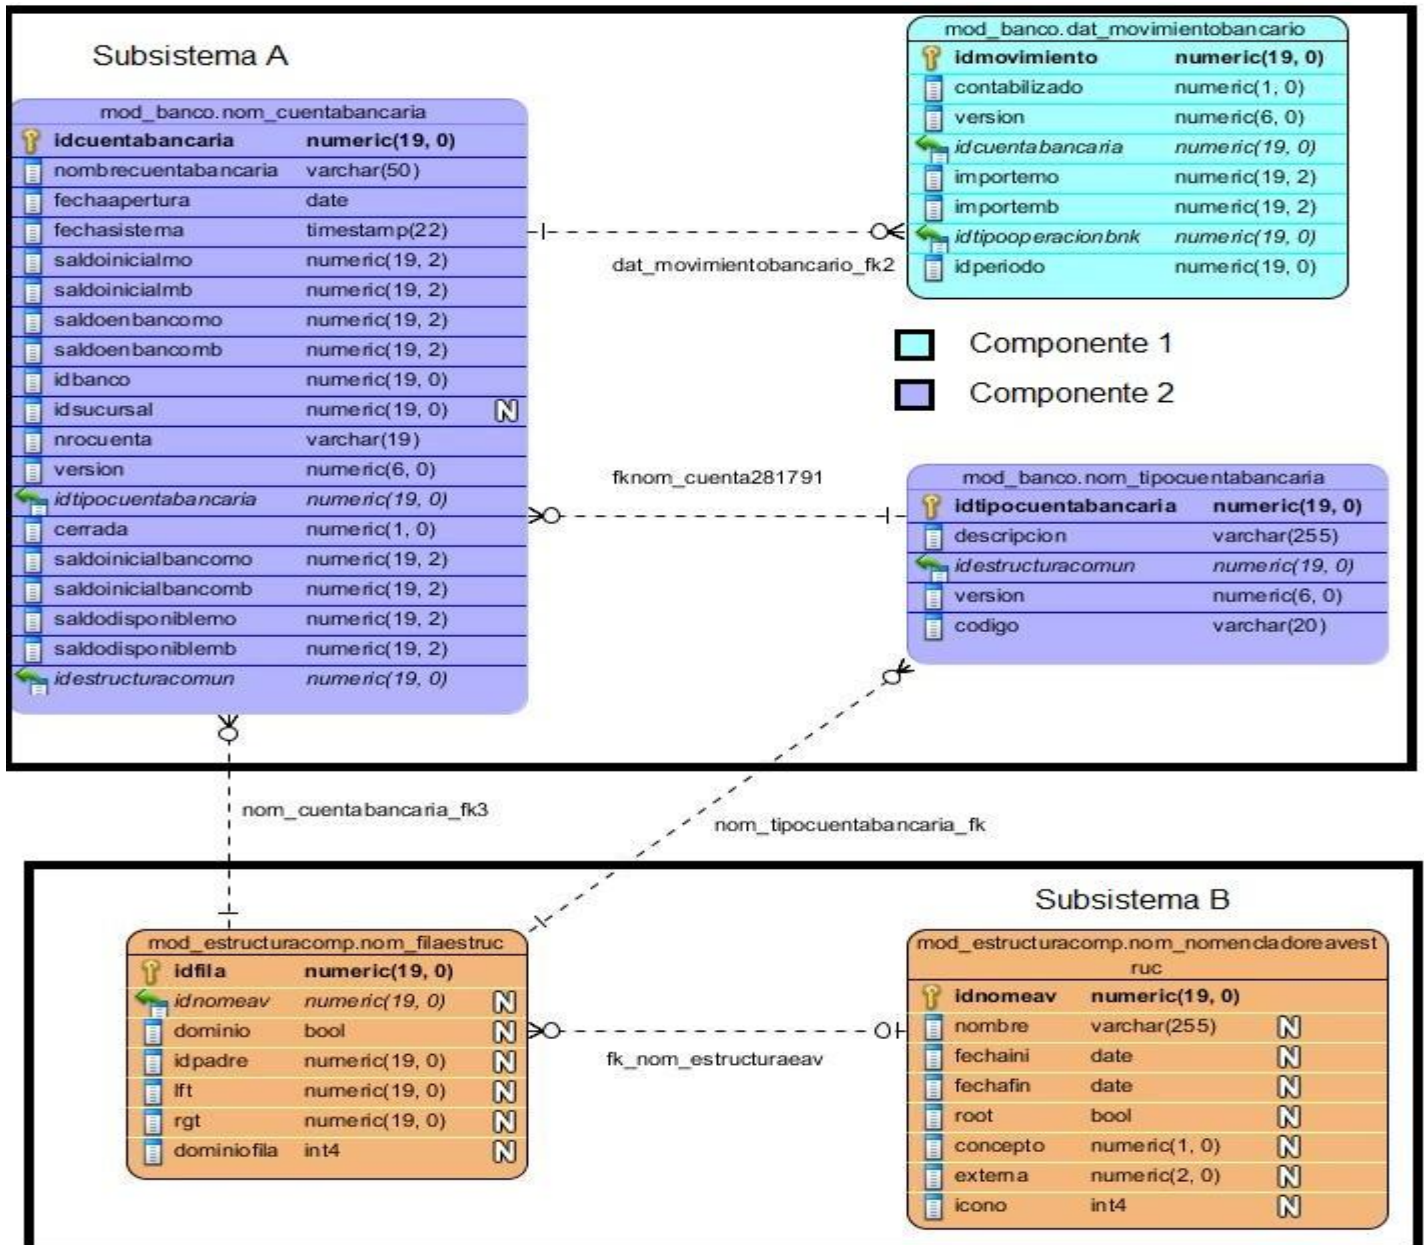 Subsistema A
mod_banco.nom_cuentabancaria
idcuentabancaria numeric(19, 0)
nombrecuentabancaria varchar(50)
fechaapertura date
fechasistema timestamp(22)
saldoinicialmo numeric(19, 2)
saldoinicialmb numeric(19, 2)
saldoenbancomo numeric(19, 2)
saldoenbancomb numeric(19, 2)
idbanco numeric(19, 0)
idsucursal numeric(19, 0) N
nrocuenta varchar(19)
version numeric(6, 0)
idtipocuentabancaria numeric(19, 0)
cerrada numeric(1, 0)
saldoinicialbancomo numeric(19, 2)
saldoinicialbancomb numeric(19, 2)
saldodisponiblemo numeric(19, 2)
saldodisponiblemb numeric(19, 2)
idestructuracomun numeric(19, 0)
dat_movimientobancario_fk2
mod_banco.dat_movimientobancario
idmovimiento numeric(19, 0)
contabilizado numeric(1, 0)
version numeric(6, 0)
idcuentabancaria numeric(19, 0)
importemo numeric(19, 2)
importemb numeric(19, 2)
idtipooperacionbnk numeric(19, 0)
idperiodo numeric(19, 0)
Componente 1
Componente 2
fknom_cuenta281791
mod_banco.nom_tipocuentabancaria
idtipocuentabancaria numeric(19, 0)
descripcion varchar(255)
idestructuracomun numeric(19, 0)
version numeric(6, 0)
codigo varchar(20)
nom_cuentabancaria_fk3
nom_tipocuentabancaria_fk
Subsistema B
mod_estructuracomp.nom_filaestruc
idfila numeric(19, 0)
idnomeav numeric(19, 0) N
dominio bool N
idpadre numeric(19, 0) N
lft numeric(19, 0) N
rgt numeric(19, 0) N
dominiofila int4 N
fk_nom_estructuraeav
mod_estructuracomp.nom_nomencladoreavest
ruc
idnomeav numeric(19, 0)
nombre varchar(255) N
fechaini date N
fechafin date N
root bool N
concepto numeric(1, 0) N
externa numeric(2, 0) N
icono int4 N